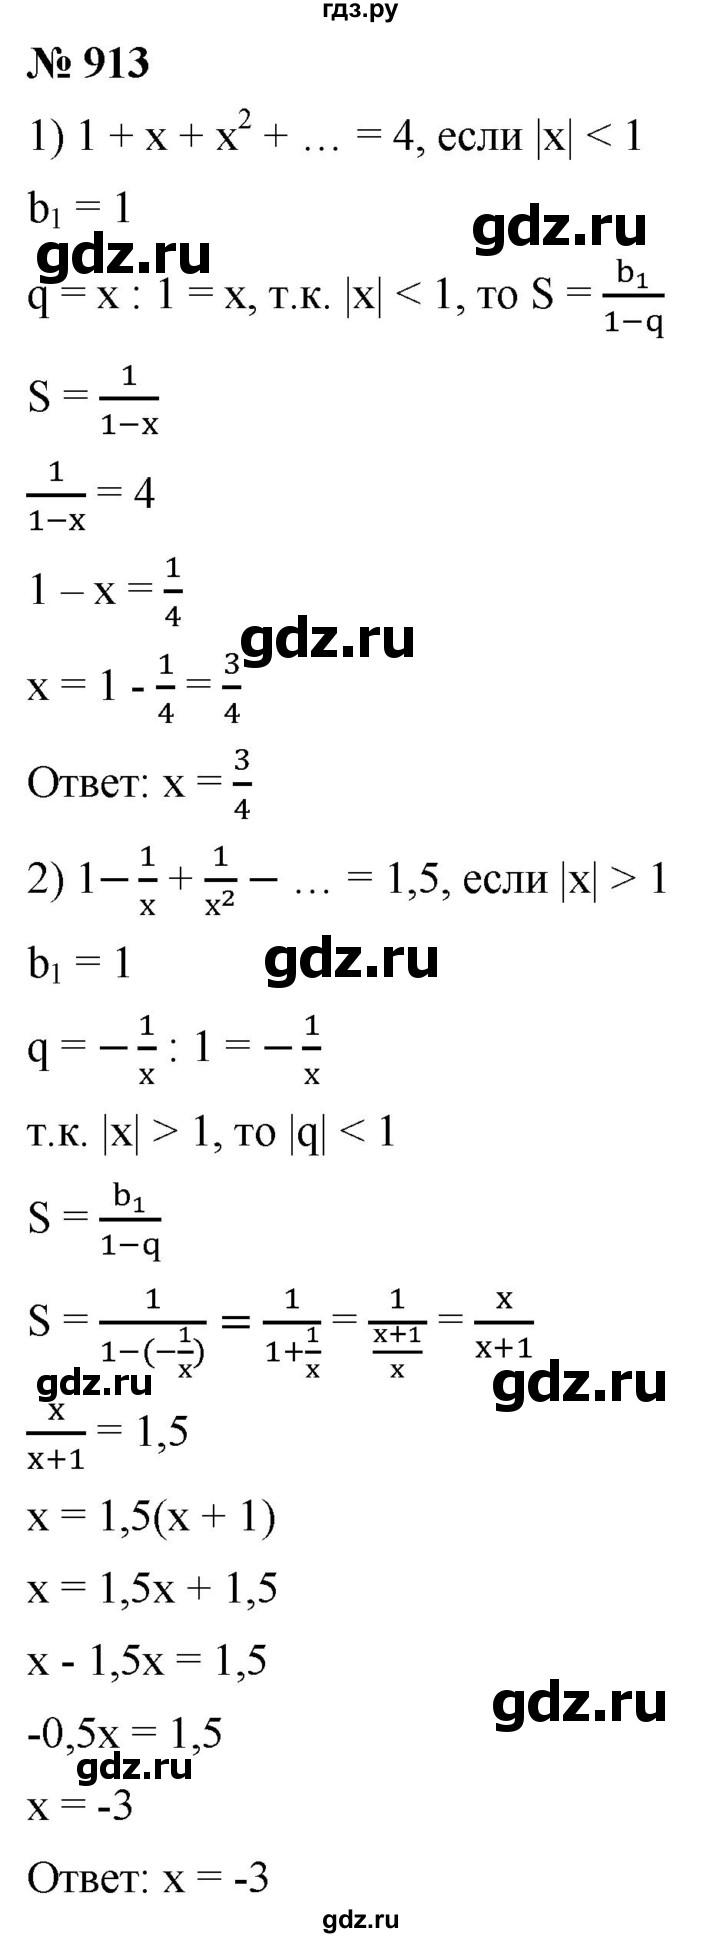 гдз.ру
№ 913
1) 1 + x + x² + … = 4, если |x| < 1
b₁ = 1
gdz.ru
gdz.ru
q = x : 1 = x, т.к. |x| < 1, то S = b₁/(1−q)
S = 1/(1−x)
1/(1−x) = 4
1 – x = 1/4
gdz.ru
x = 1 - 1/4 = 3/4
Ответ: x = 3/4
2) 1− 1/x + 1/x² − … = 1,5, если |x| > 1
b₁ = 1
gdz.ru
q = − 1/x : 1 = − 1/x
т.к. |x| > 1, то |q| < 1
S = b₁/(1−q)
S = 1/(1−(−1/x)) = 1/(1+1/x) = 1/((x+1)/x) = x/(x+1)
gdz.ru
gdz.ru
x/(x+1) = 1,5
x = 1,5(x + 1)
x = 1,5x + 1,5
x - 1,5x = 1,5
gdz.ru
-0,5x = 1,5
gdz.ru
x = -3
Ответ: x = -3
gdz.ru